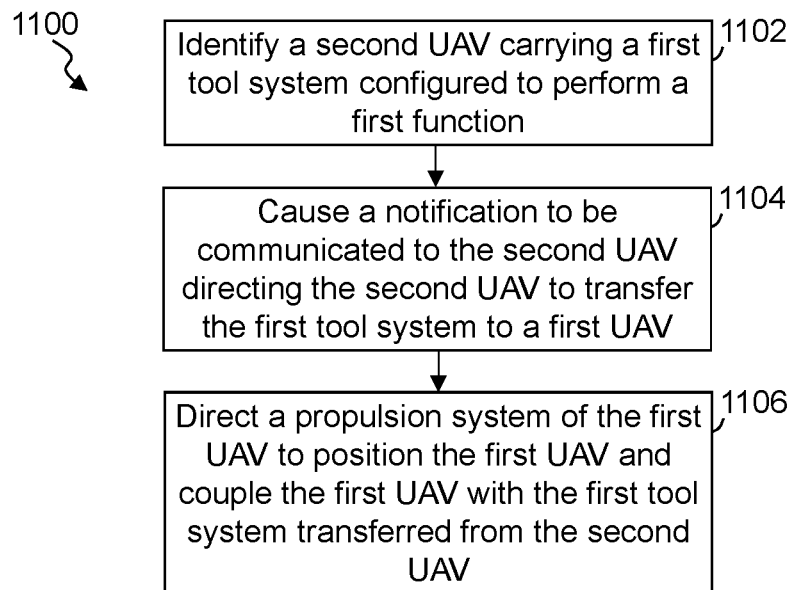 1100
Identify a second UAV carrying a first
tool system configured to perform a
first function
1102
Cause a notification to be
communicated to the second UAV
directing the second UAV to transfer
the first tool system to a first UAV
1104
Direct a propulsion system of the first
UAV to position the first UAV and
couple the first UAV with the first tool
system transferred from the second
UAV
1106